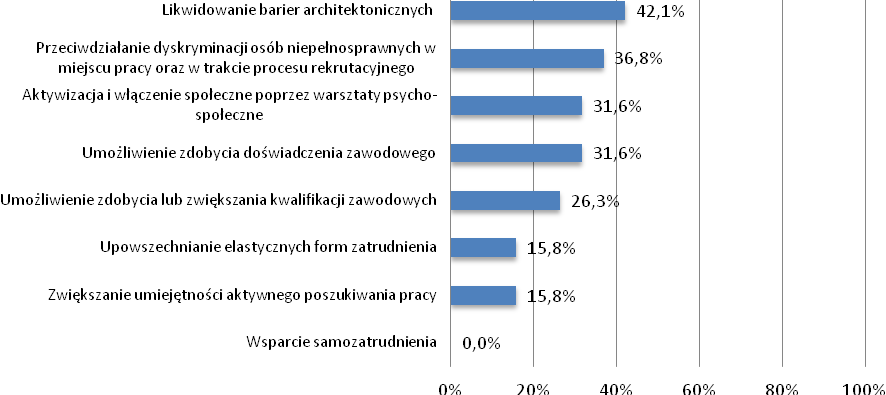 Likwidowanie barier architektonicznych 42,1%
Przeciwdziałanie dyskryminacji osób niepełnosprawnych w
miejscu pracy oraz w trakcie procesu rekrutacyjnego 36,8%
Aktywizacja i włączenie społeczne poprzez warsztaty psycho-
społeczne 31,6%
Umożliwienie zdobycia doświadczenia zawodowego 31,6%
Umożliwienie zdobycia lub zwiększania kwalifikacji zawodowych 26,3%
Upowszechnianie elastycznych form zatrudnienia 15,8%
Zwiększanie umiejętności aktywnego poszukiwania pracy 15,8%
Wsparcie samozatrudnienia 0,0%
0% 20% 40% 60% 80% 100%